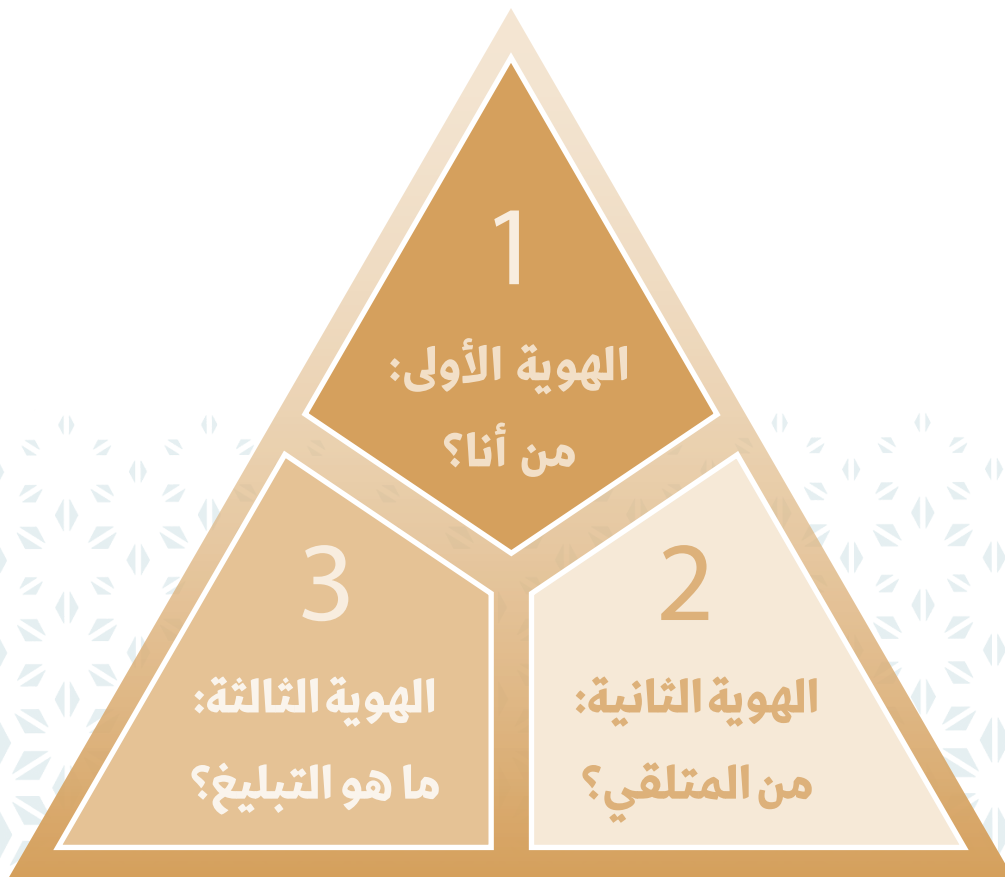 1
الهوية الأولى:
من أنا؟
2
الهوية الثانية:
من المتلقي؟
3
الهوية الثالثة:
ما هو التبليغ؟